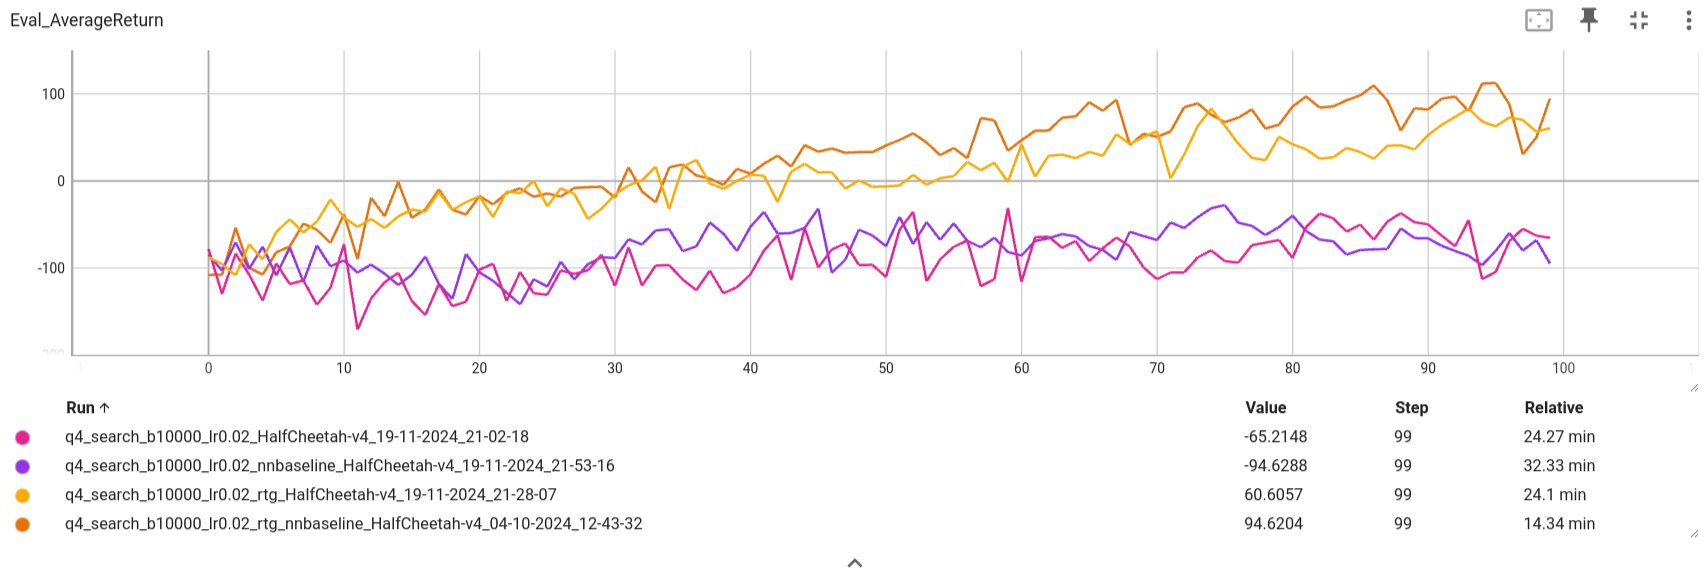 Eval_AverageReturn
100
0
-100
0 10 20 30 40 50 60 70 80 90 100
Run ↑ Value Step Relative
q4_search_b10000_lr0.02_HalfCheetah-v4_19-11-2024_21-02-18 -65.2148 99 24.27 min
q4_search_b10000_lr0.02_nnbaseline_HalfCheetah-v4_19-11-2024_21-53-16 -94.6288 99 32.33 min
q4_search_b10000_lr0.02_rtg_HalfCheetah-v4_19-11-2024_21-28-07 60.6057 99 24.1 min
q4_search_b10000_lr0.02_rtg_nnbaseline_HalfCheetah-v4_04-10-2024_12-43-32 94.6204 99 14.34 min